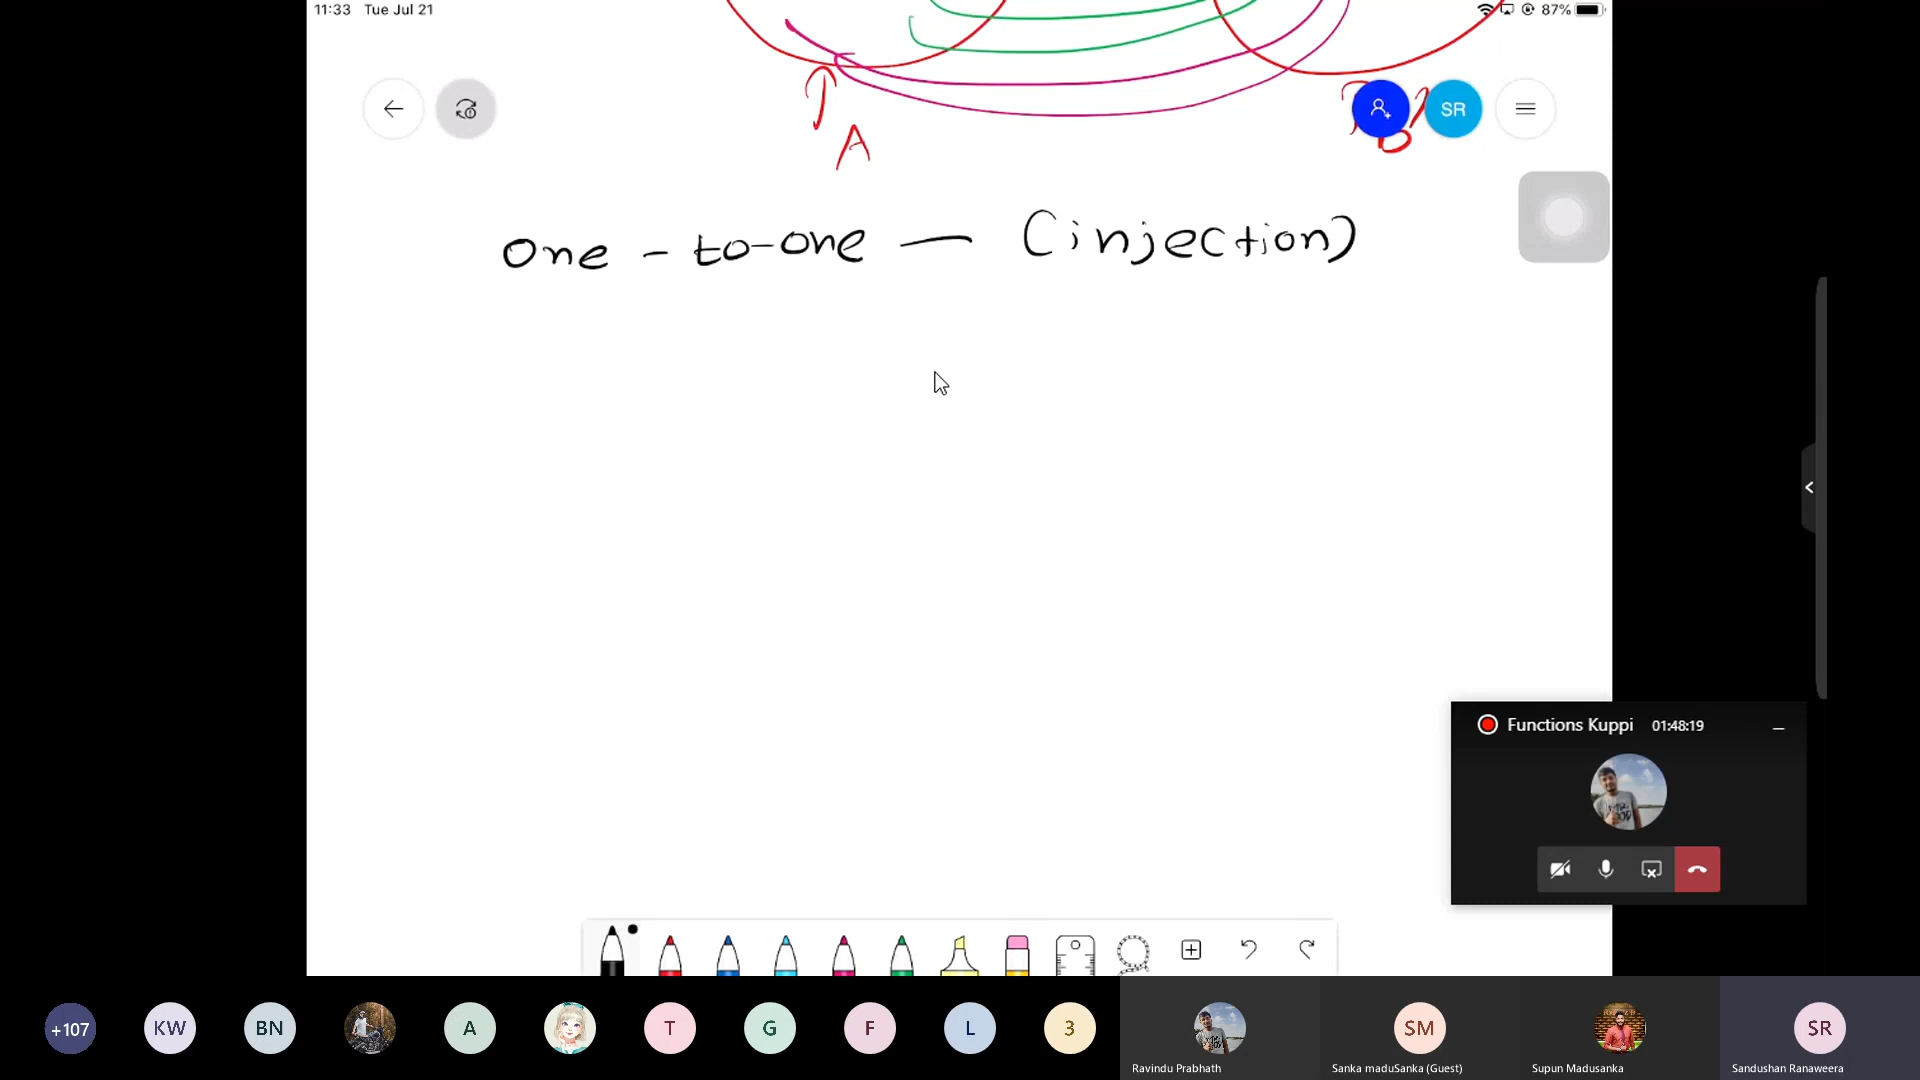 11:33 Tue Jul 21
87%
SR
A
B
one - to-one — (injection)
Functions Kuppi 01:48:19
+107
KW
BN
A
T
G
F
L
3
SM
SR
Ravindu Prabhath
Sanka maduSanka (Guest)
Supun Madusanka
Sandushan Ranaweera